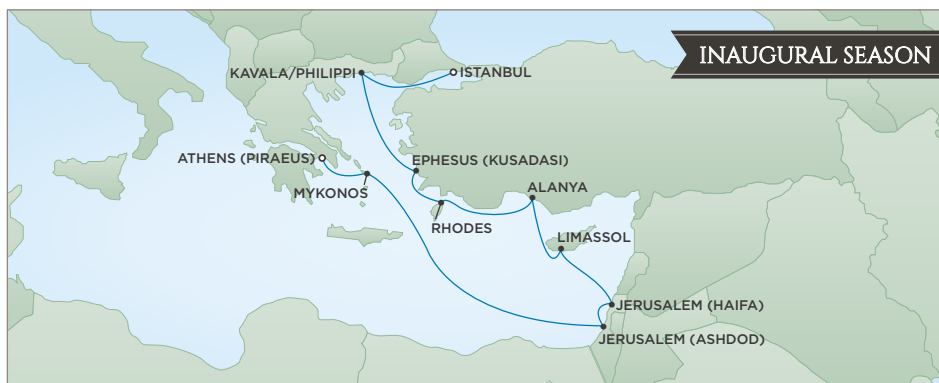 INAUGURAL SEASON
KAVALA/PHILIPPI
ISTANBUL
ATHENS (PIRAEUS)
EPHESUS (KUSADASI)
MYKONOS
ALANYA
RHODES
LIMASSOL
JERUSALEM (HAIFA)
JERUSALEM (ASHDOD)